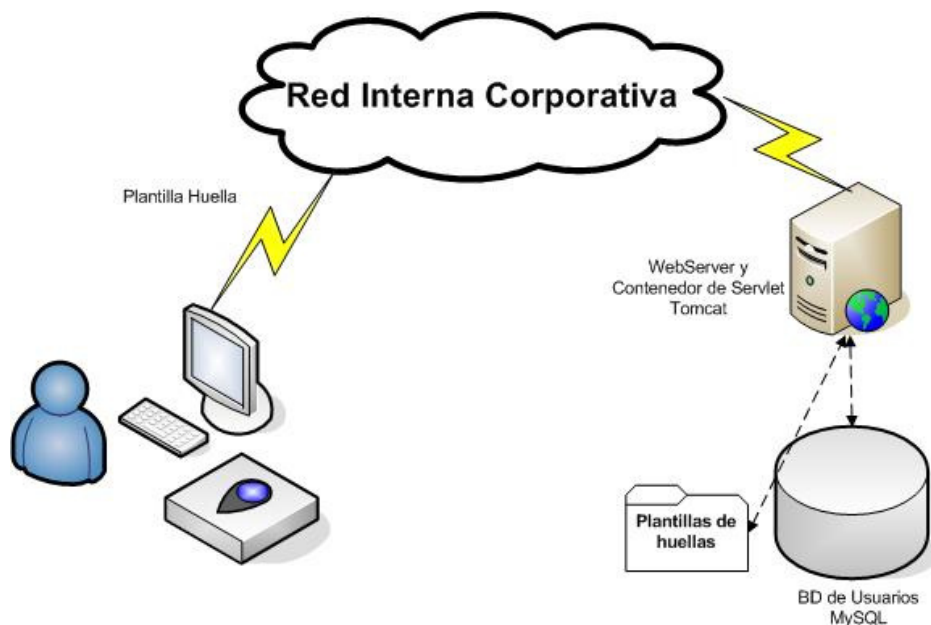 Red Interna Corporativa
Plantilla Huella
WebServer y
Contenedor de Servlet
Tomcat
Plantillas de
huellas
BD de Usuarios
MySQL